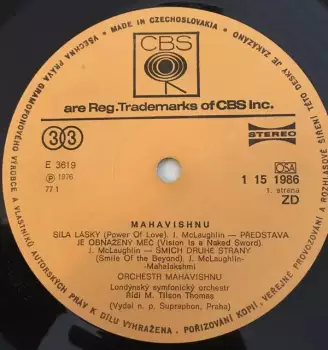 MADE IN CZECHOSLOVAKIA
VŠECHNA PRÁVA GRAMOFONOVÉHO VÝROBCE A VLASTNÍKŮ AUTORSKÝCH PRÁV K DÍLU VYHRAŽENA. POŘIZOVÁNÍ KOPIÍ, VEŘEJNÉ PROVOZOVÁNÍ A ROZHLASOVÉ ŠÍŘENÍ TÉTO DESKY JE ZAKÁZÁNO
CBS
are Reg. Trademarks of CBS Inc.
33
STEREO
E 3619
℗ 1976
77 1
OSA
1 15 1986
1. strana
ZD
MAHAVISHNU
SÍLA LÁSKY (Power Of Love). J. McLaughlin — PŘEDSTAVA
JE OBNAŽENÝ MEČ (Vision Is a Naked Sword).
J. McLaughlin — SMÍCH DRUHÉ STRANY
(Smile Of the Beyond). J. McLaughlin-
Mahalakshmi
ORCHESTR MAHAVISHNU
Londýnský symfonický orchestr
Řídí M. Tilson Thomas
(Vydal n. p. Supraphon, Praha)